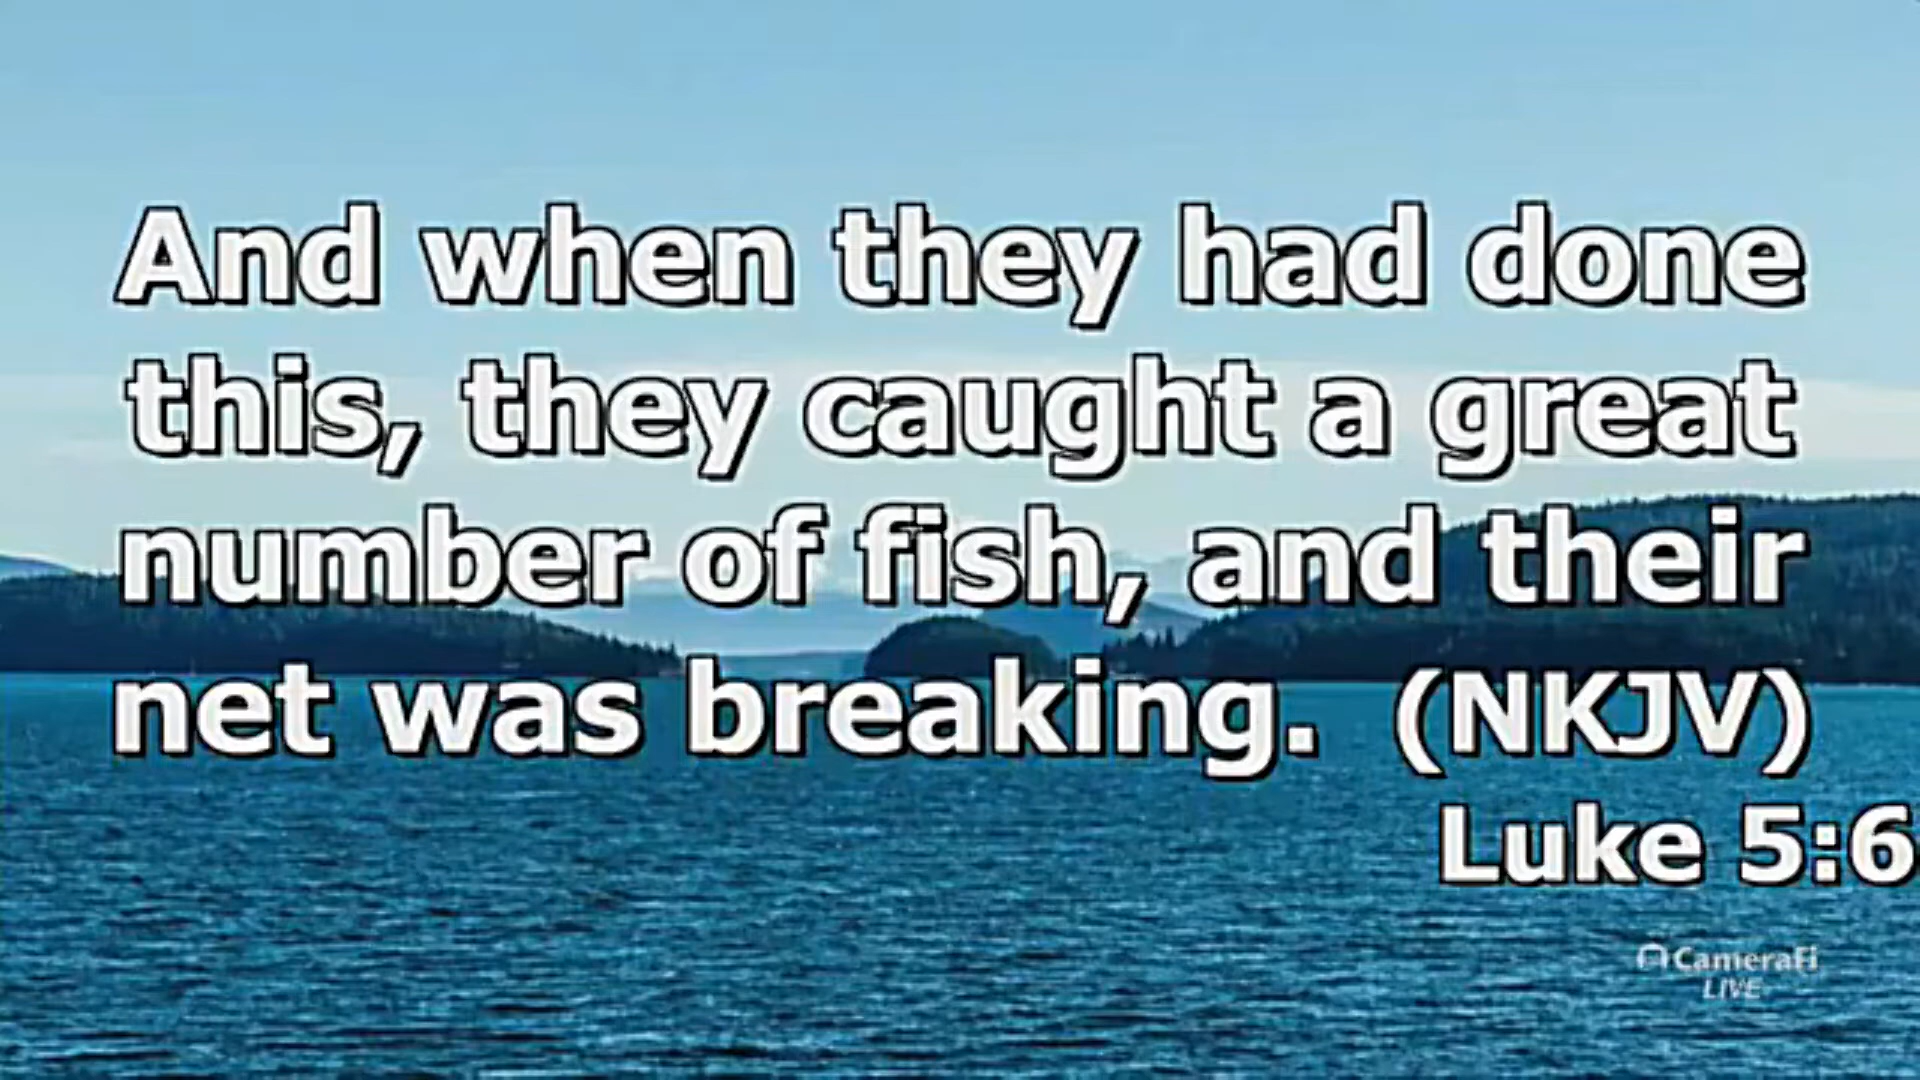 And when they had done
this, they caught a great
number of fish, and their
net was breaking.  (NKJV)
Luke 5:6
CameraFi
LIVE